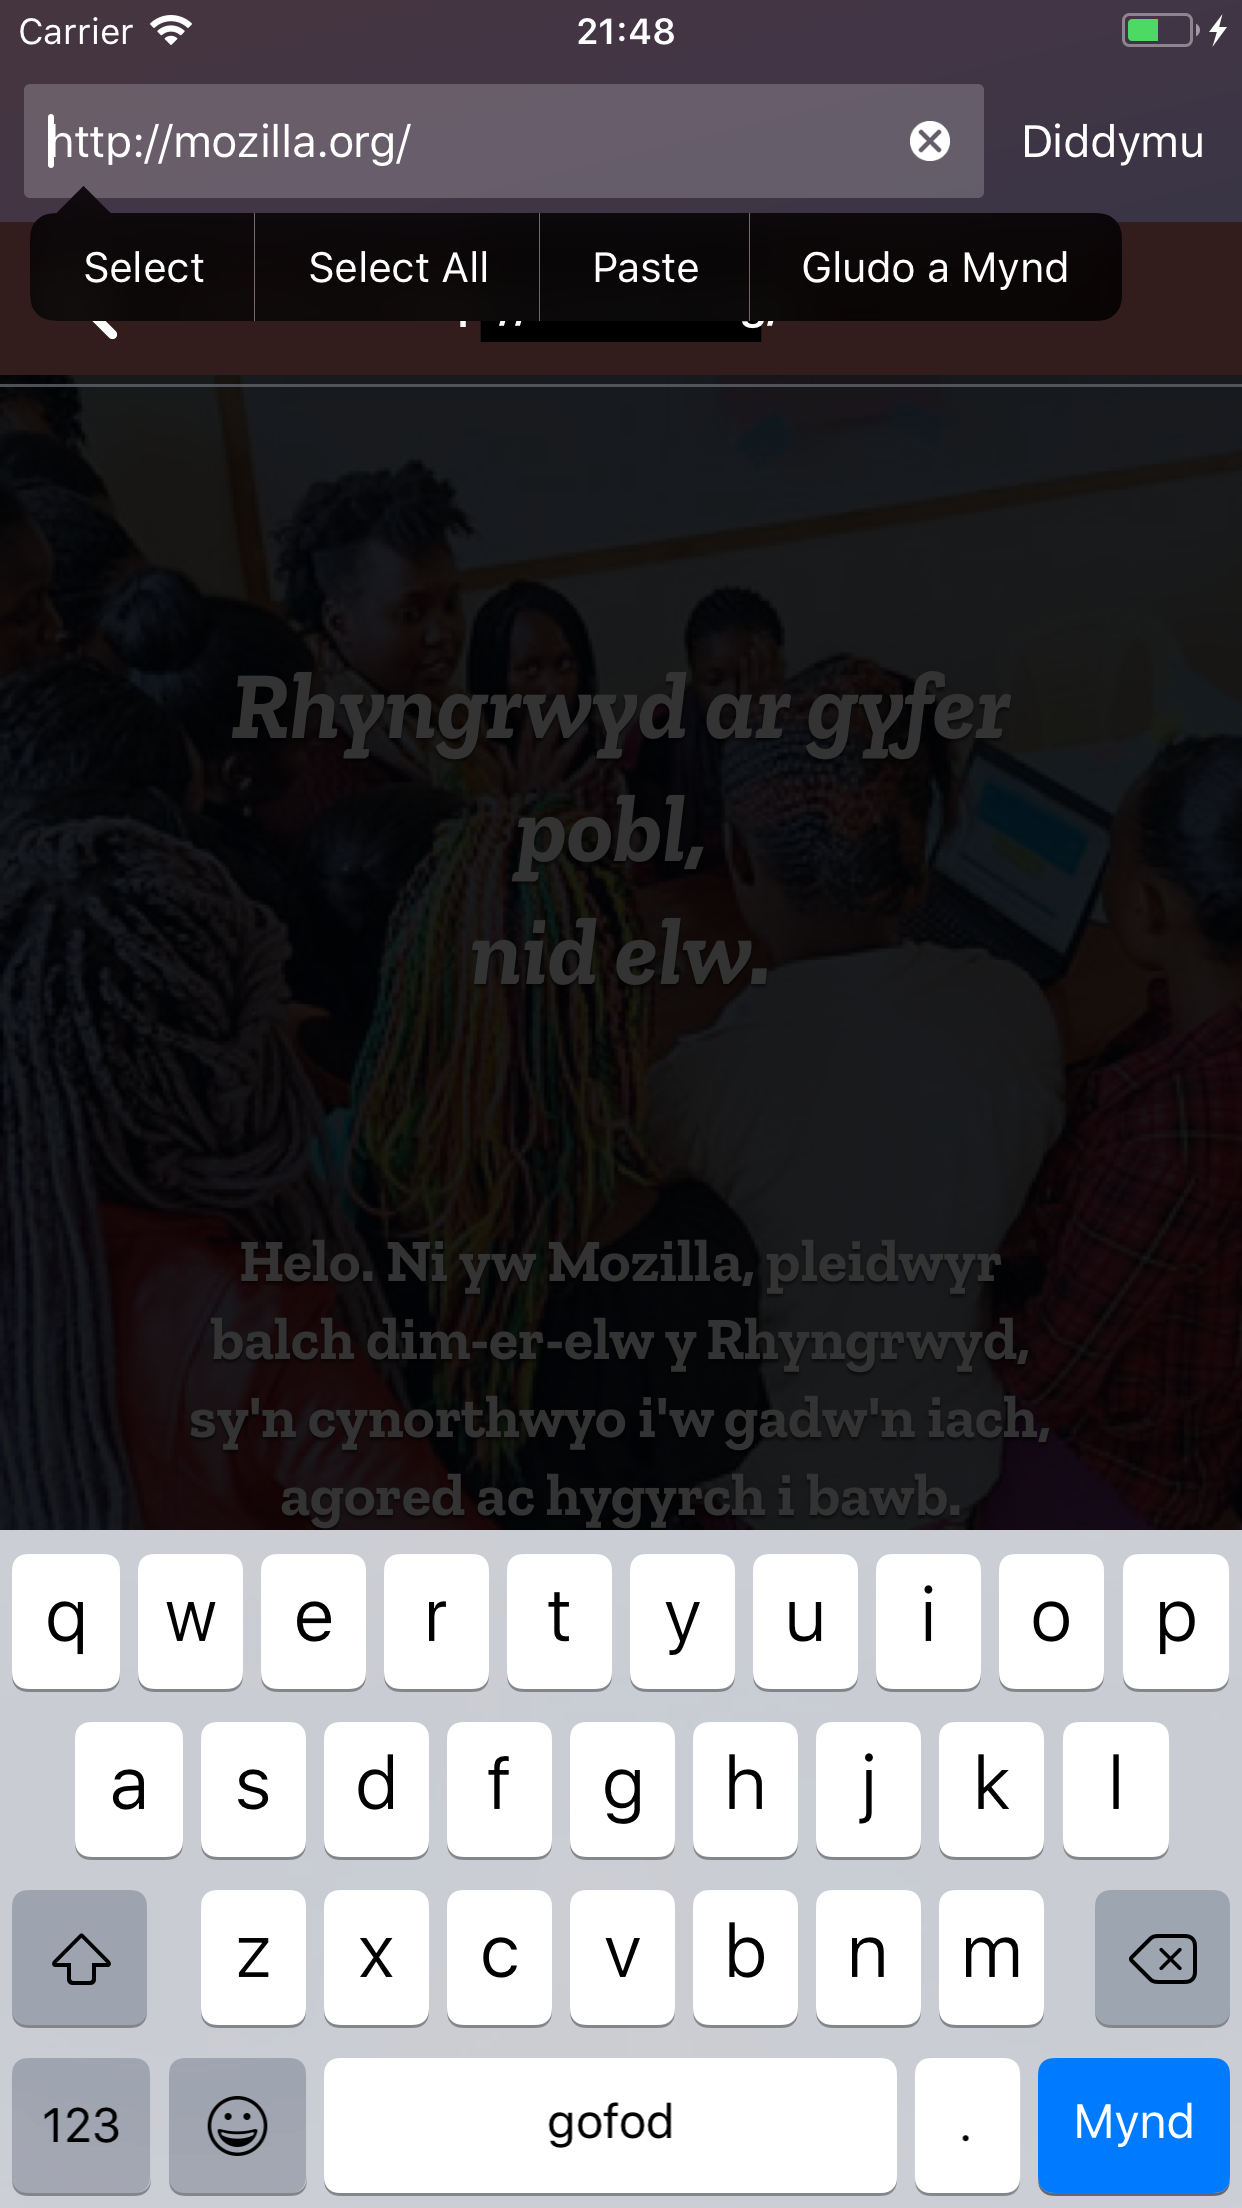 Carrier 21:48
http://mozilla.org/ Diddymu
Select Select All Paste Gludo a Mynd
Rhyngrwyd ar gyfer
pobl,
nid elw.
Helo. Ni yw Mozilla, pleidwyr
balch dim-er-elw y Rhyngrwyd,
sy'n cynorthwyo i'w gadw'n iach,
agored ac hygyrch i bawb.
q w e r t y u i o p
a s d f g h j k l
z x c v b n m
123 gofod . Mynd